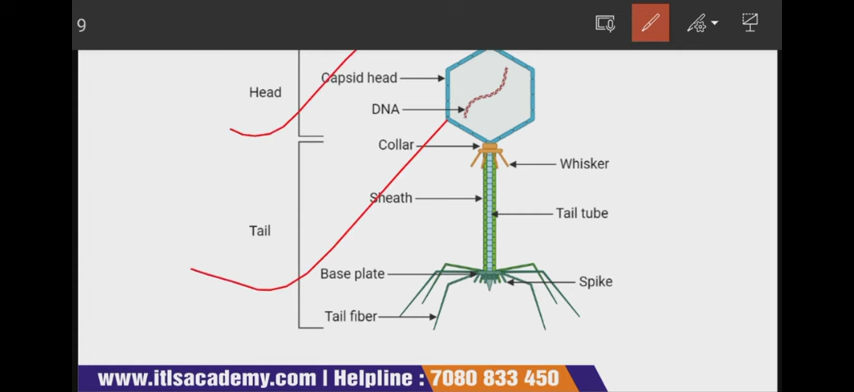 9
Capsid head
Head
DNA
Collar
Whisker
Sheath
Tail tube
Tail
Base plate
Spike
Tail fiber
www.itlsacademy.com | Helpline : 7080 833 450